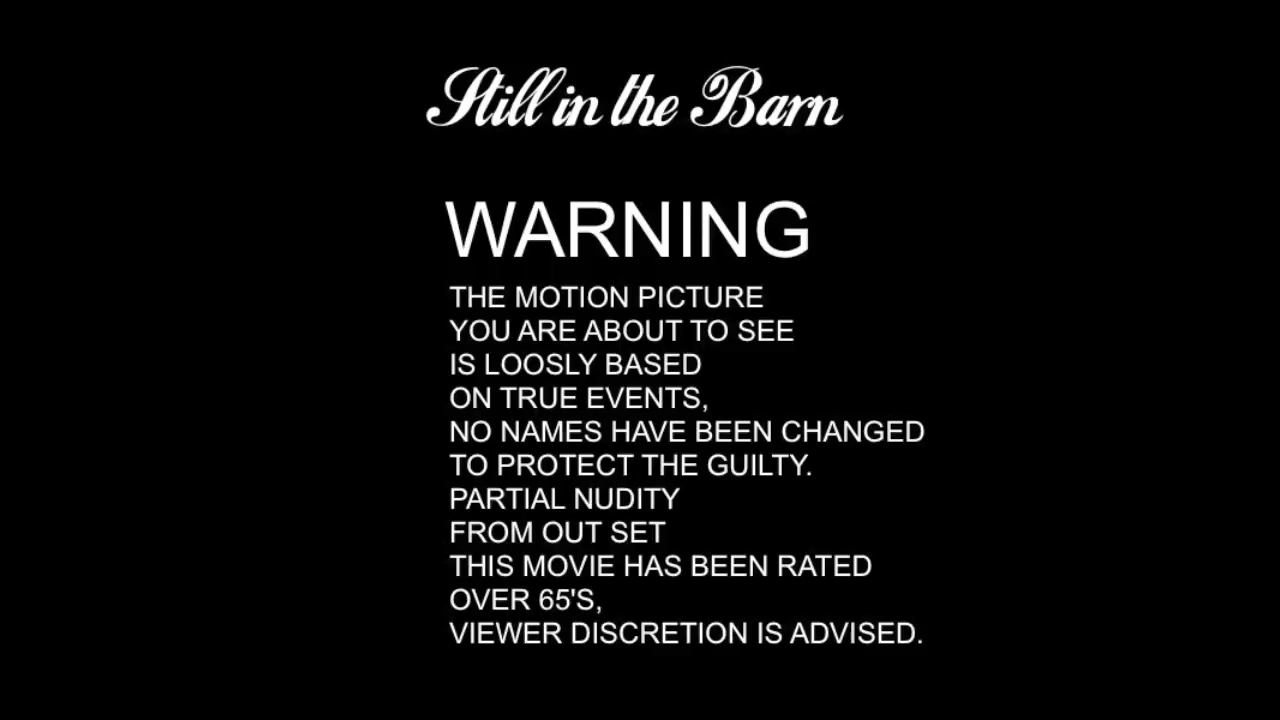 Still in the Barn
WARNING
THE MOTION PICTURE
YOU ARE ABOUT TO SEE
IS LOOSLY BASED
ON TRUE EVENTS,
NO NAMES HAVE BEEN CHANGED
TO PROTECT THE GUILTY.
PARTIAL NUDITY
FROM OUT SET
THIS MOVIE HAS BEEN RATED
OVER 65'S,
VIEWER DISCRETION IS ADVISED.